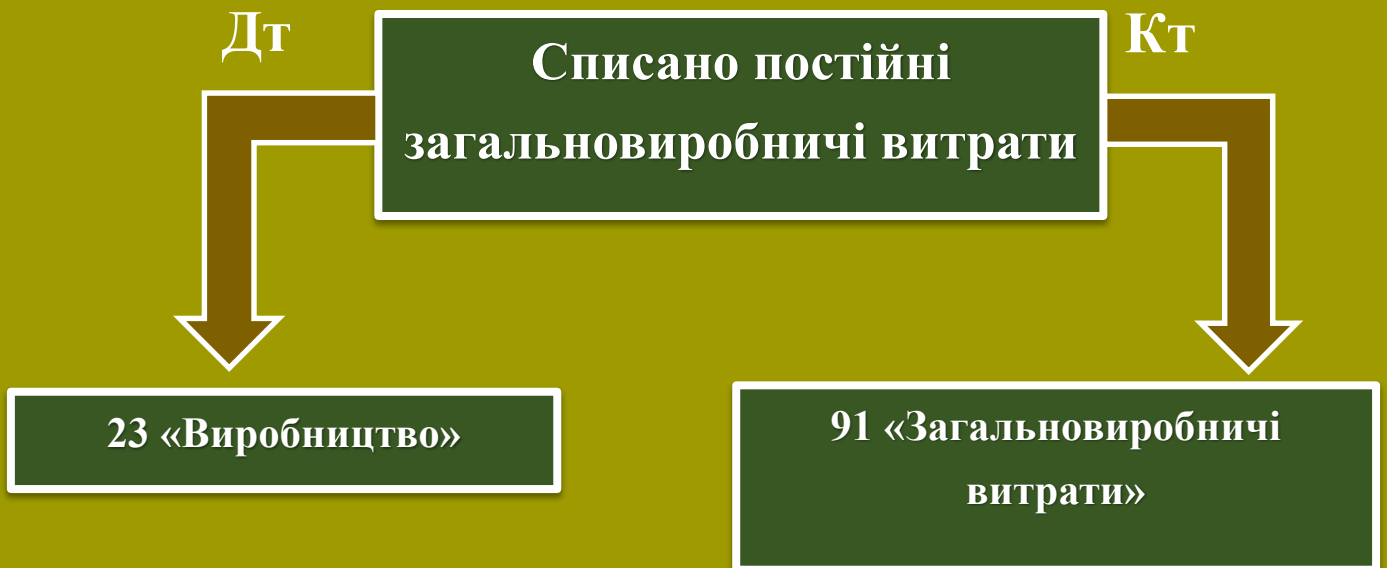 Дт
Списано постійні
загальновиробничі витрати
Кт
23 «Виробництво»
91 «Загальновиробничі
витрати»